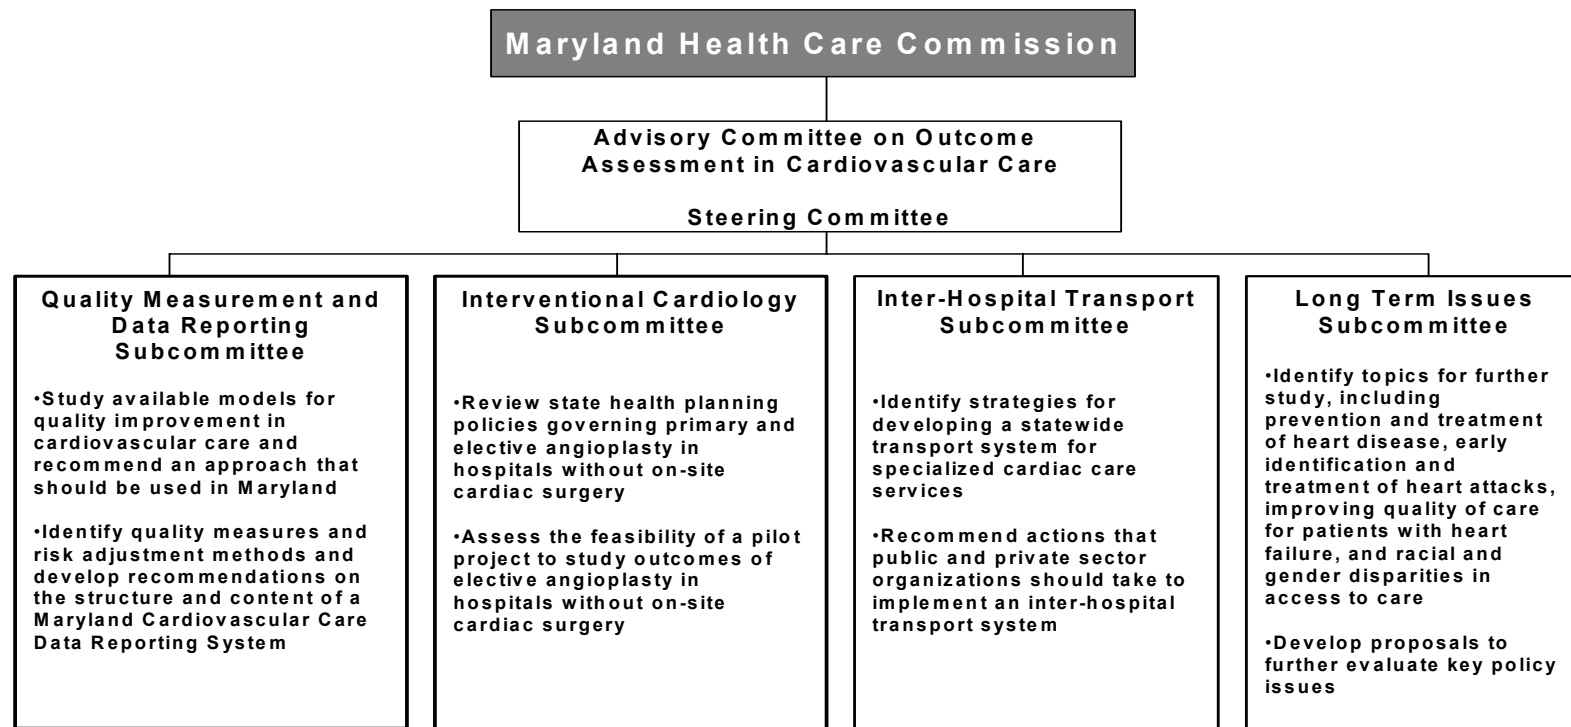 Maryland Health Care Commission
Advisory Committee on Outcome
Assessment in Cardiovascular Care
Steering Committee
Quality Measurement and
Data Reporting
Subcommittee
•Study available models for
quality improvement in
cardiovascular care and
recommend an approach that
should be used in Maryland
•Identify quality measures and
risk adjustment methods and
develop recommendations on
the structure and content of a
Maryland Cardiovascular Care
Data Reporting System
Interventional Cardiology
Subcommittee
•Review state health planning
policies governing primary and
elective angioplasty in
hospitals without on-site
cardiac surgery
•Assess the feasibility of a pilot
project to study outcomes of
elective angioplasty in
hospitals without on-site
cardiac surgery
Inter-Hospital Transport
Subcommittee
•Identify strategies for
developing a statewide
transport system for
specialized cardiac care
services
•Recommend actions that
public and private sector
organizations should take to
implement an inter-hospital
transport system
Long Term Issues
Subcommittee
•Identify topics for further
study, including
prevention and treatment
of heart disease, early
identification and
treatment of heart attacks,
improving quality of care
for patients with heart
failure, and racial and
gender disparities in
access to care
•Develop proposals to
further evaluate key policy
issues